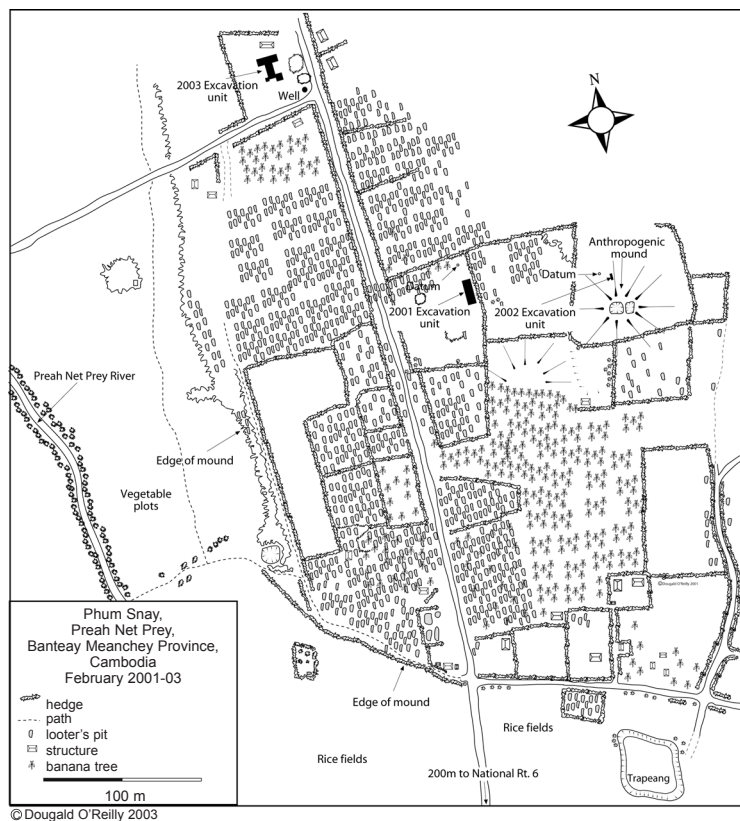 2003 Excavation
unit
Well
N
Anthropogenic
mound
Datum
Datum
2001 Excavation
unit
2002 Excavation
unit
Preah Net Prey River
Edge of mound
Vegetable
plots
©Dougald O'Reilly 2001
Phum Snay,
Preah Net Prey,
Banteay Meanchey Province,
Cambodia
February 2001-03
hedge
path
looter's pit
structure
banana tree
100 m
Edge of mound
Rice fields
Rice fields
200m to National Rt. 6
Trapeang
© Dougald O'Reilly 2003